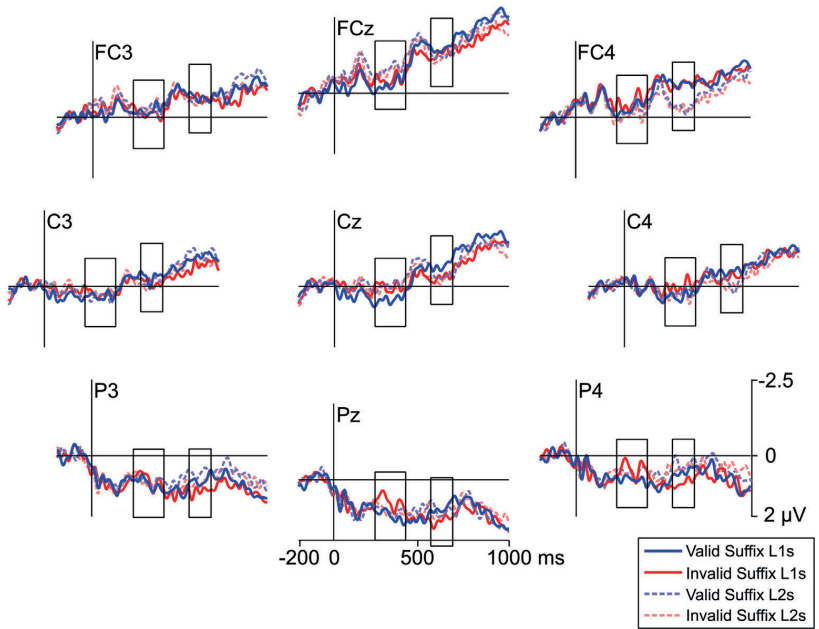 FC3
FCz
FC4
C3
Cz
C4
P3
Pz
P4
-2.5
0
2 µV
-200 0 500 1000 ms
Valid Suffix L1s
Invalid Suffix L1s
Valid Suffix L2s
Invalid Suffix L2s